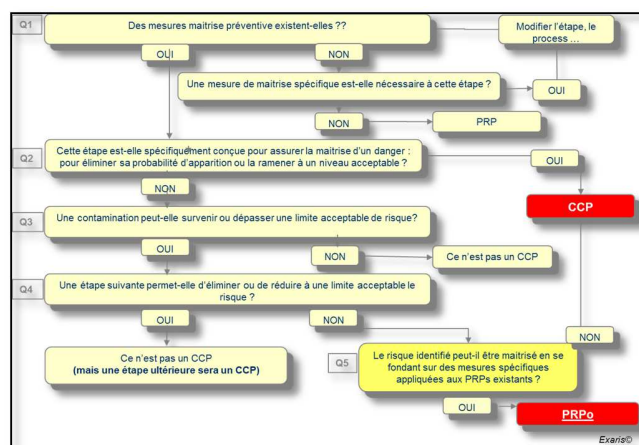 Q1
Des mesures maitrise préventive existent-elles ??
Modifier l'étape, le
process ...
OUI
NON
Une mesure de maitrise spécifique est-elle nécessaire à cette étape ?
OUI
NON
PRP
Q2
Cette étape est-elle spécifiquement conçue pour assurer la maitrise d'un danger :
pour éliminer sa probabilité d'apparition ou la ramener à un niveau acceptable ?
OUI
NON
CCP
Q3
Une contamination peut-elle survenir ou dépasser une limite acceptable de risque?
OUI
NON
Ce n'est pas un CCP
Q4
Une étape suivante permet-elle d'éliminer ou de réduire à une limite acceptable le
risque ?
OUI
NON
NON
Ce n'est pas un CCP
(mais une étape ultérieure sera un CCP)
Q5
Le risque identifié peut-il être maitrisé en se
fondant sur des mesures spécifiques
appliquées aux PRPs existants ?
OUI
PRPo
Exaris©